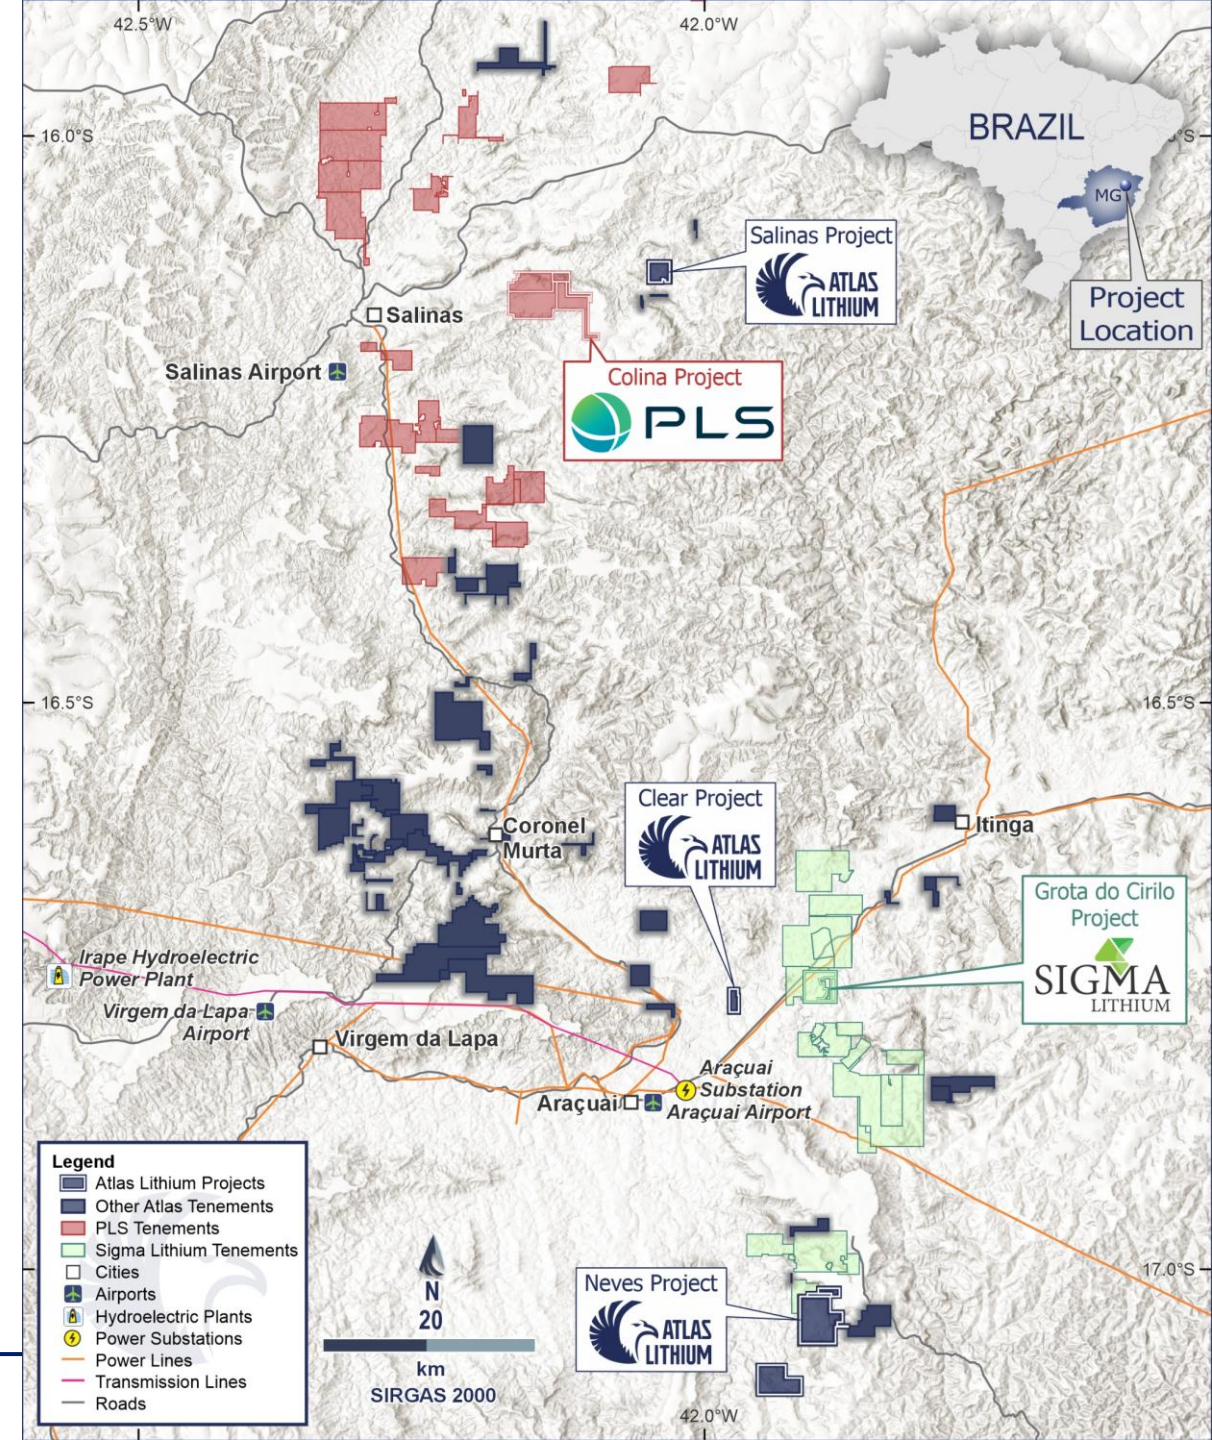 42.5°W
42.0°W
16.0°S
BRAZIL
°S
MG
Project
Location
Salinas Project
ATLAS
LITHIUM
Salinas
Salinas Airport
Colina Project
PLS
16.5°S
16.5°S
Clear Project
ATLAS
LITHIUM
Coronel
Murta
Itinga
Grota do Cirilo
Project
SIGMA
LITHIUM
Irape Hydroelectric
Power Plant
Virgem da Lapa
Airport
Virgem da Lapa
Araçuai
Substation
Araçuai
Araçuai Airport
Legend
Atlas Lithium Projects
Other Atlas Tenements
PLS Tenements
Sigma Lithium Tenements
Cities
Airports
Hydroelectric Plants
Power Substations
Power Lines
Transmission Lines
Roads
N
20
km
SIRGAS 2000
Neves Project
ATLAS
LITHIUM
17.0°S
42.0°W